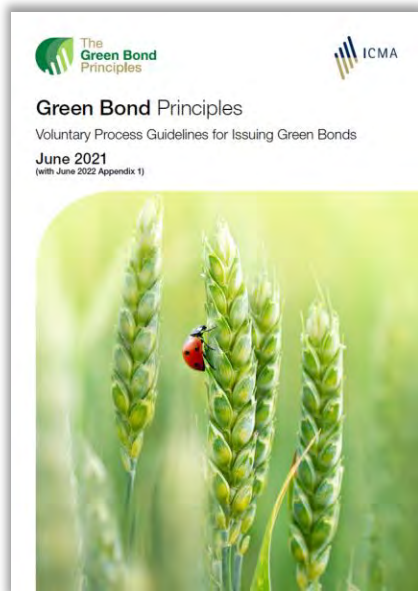 The
Green Bond
Principles
ICMA
Green Bond Principles
Voluntary Process Guidelines for Issuing Green Bonds
June 2021
(with June 2022 Appendix 1)